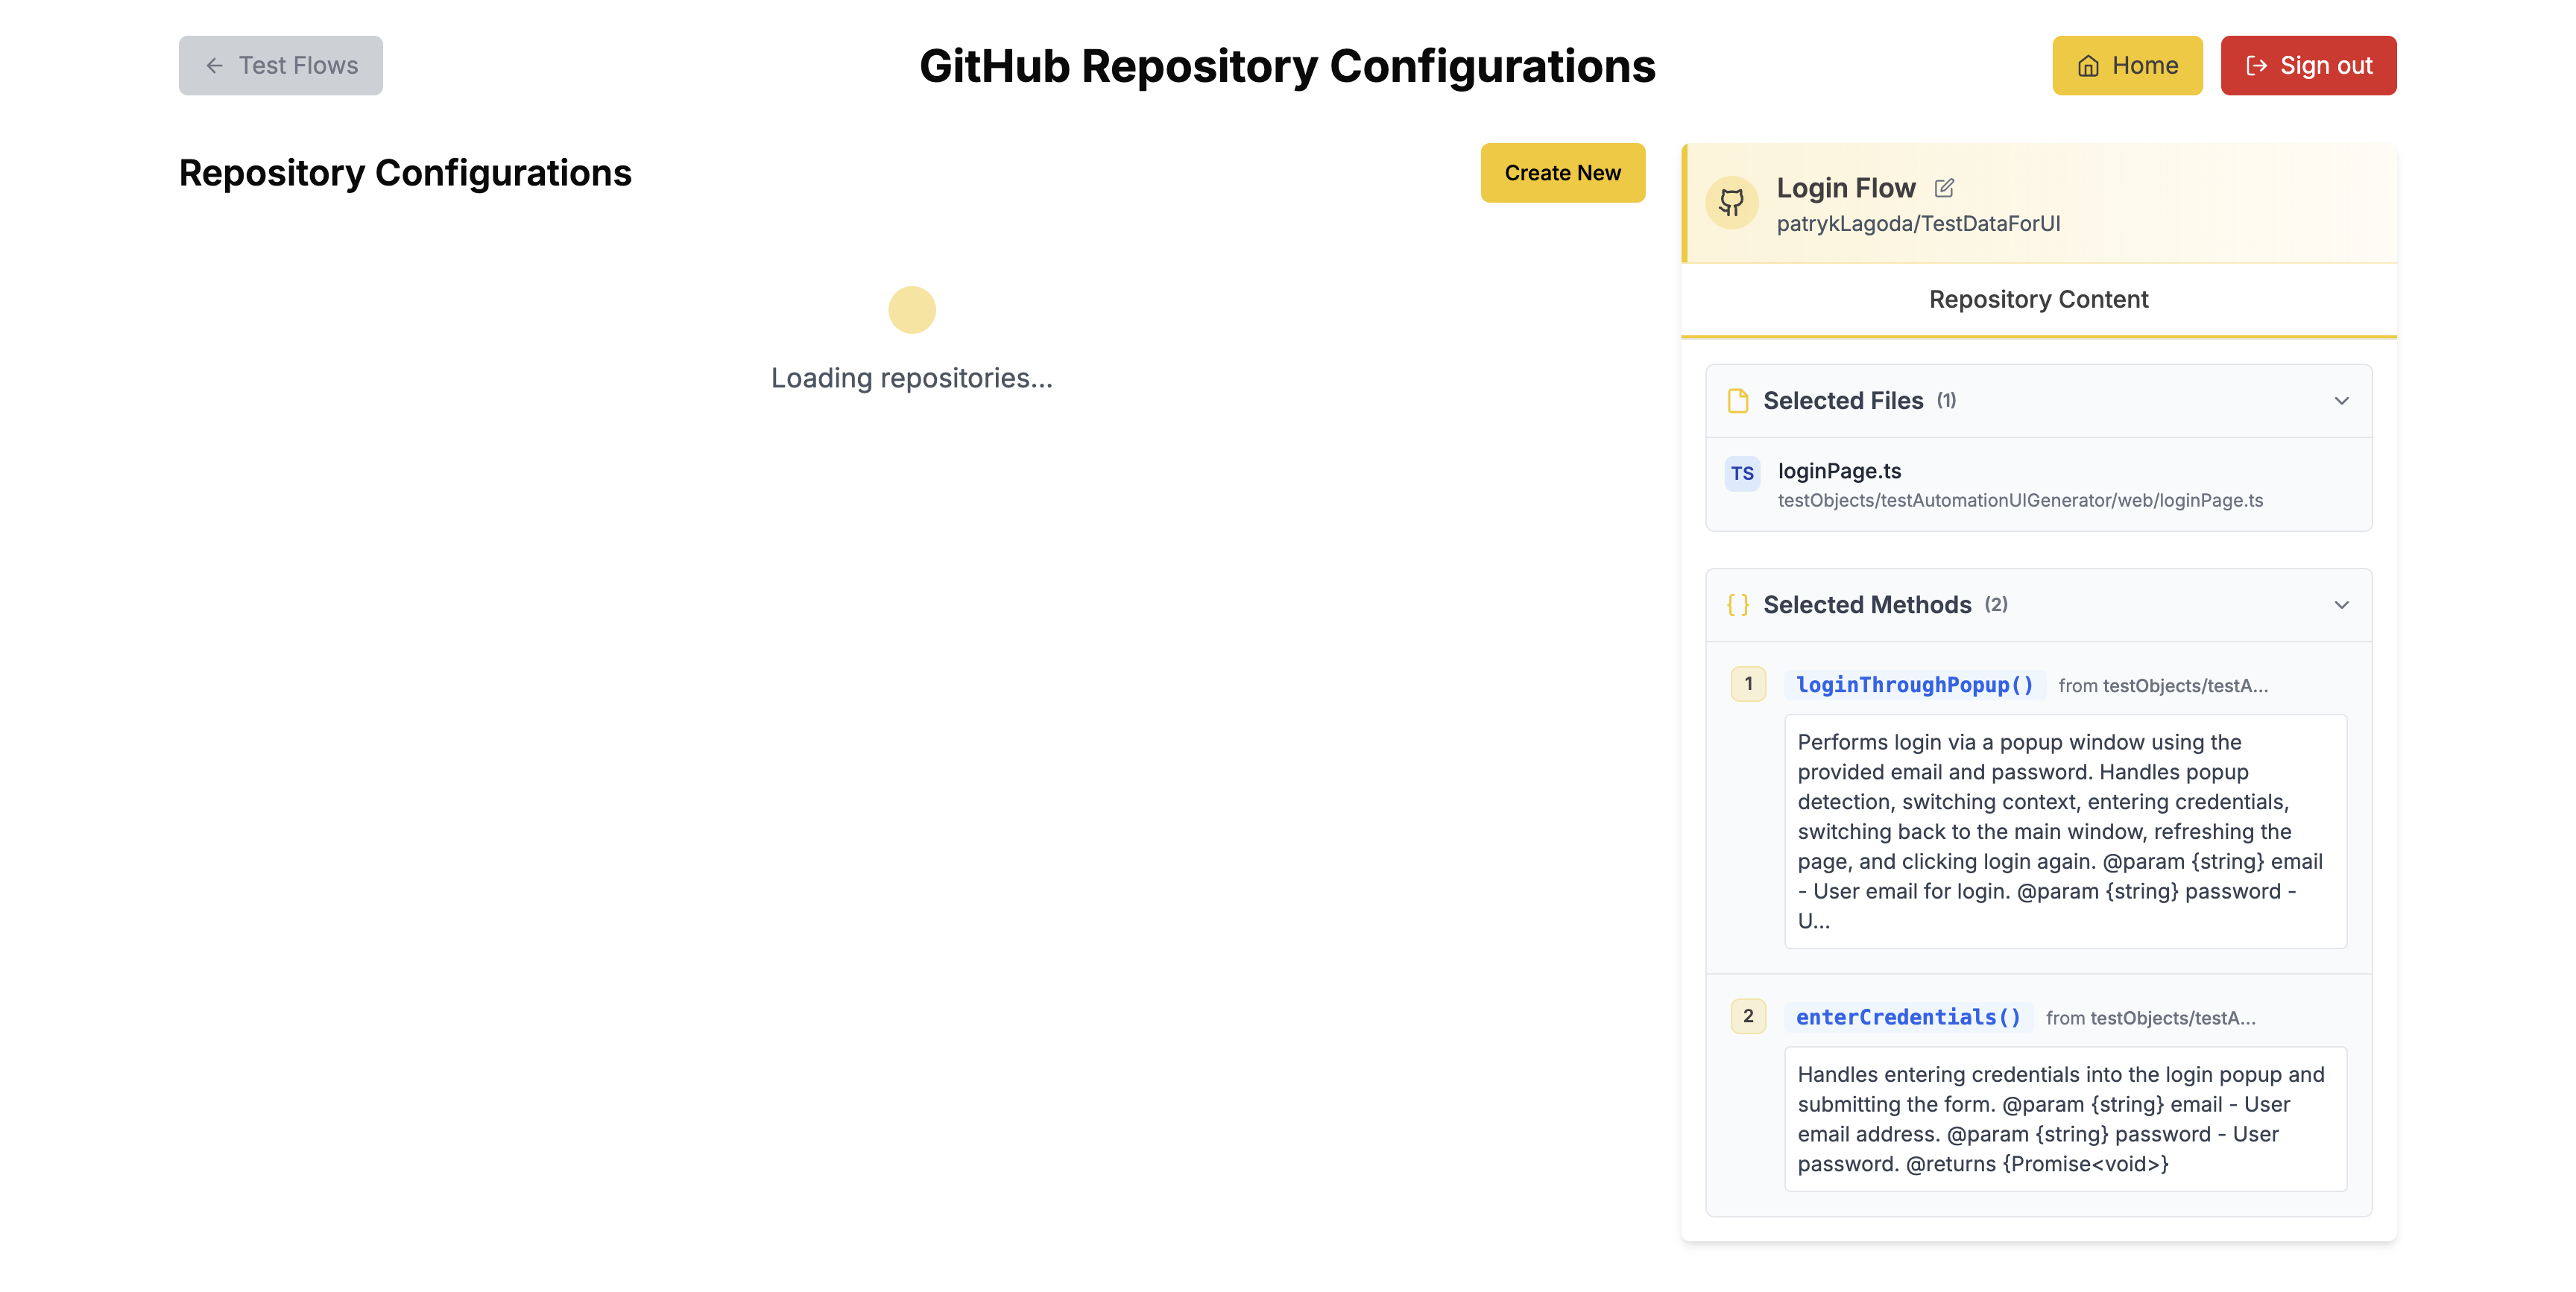 Test Flows
GitHub Repository Configurations
Home
Sign out
Repository Configurations
Create New
Loading repositories...
Login Flow
patrykLagoda/TestDataForUI
Repository Content
Selected Files (1)
TS
loginPage.ts
testObjects/testAutomationUIGenerator/web/loginPage.ts
{ } Selected Methods (2)
1 loginThroughPopup() from testObjects/testA...
Performs login via a popup window using the
provided email and password. Handles popup
detection, switching context, entering credentials,
switching back to the main window, refreshing the
page, and clicking login again. @param {string} email
- User email for login. @param {string} password -
U...
2 enterCredentials() from testObjects/testA...
Handles entering credentials into the login popup and
submitting the form. @param {string} email - User
email address. @param {string} password - User
password. @returns {Promise<void>}